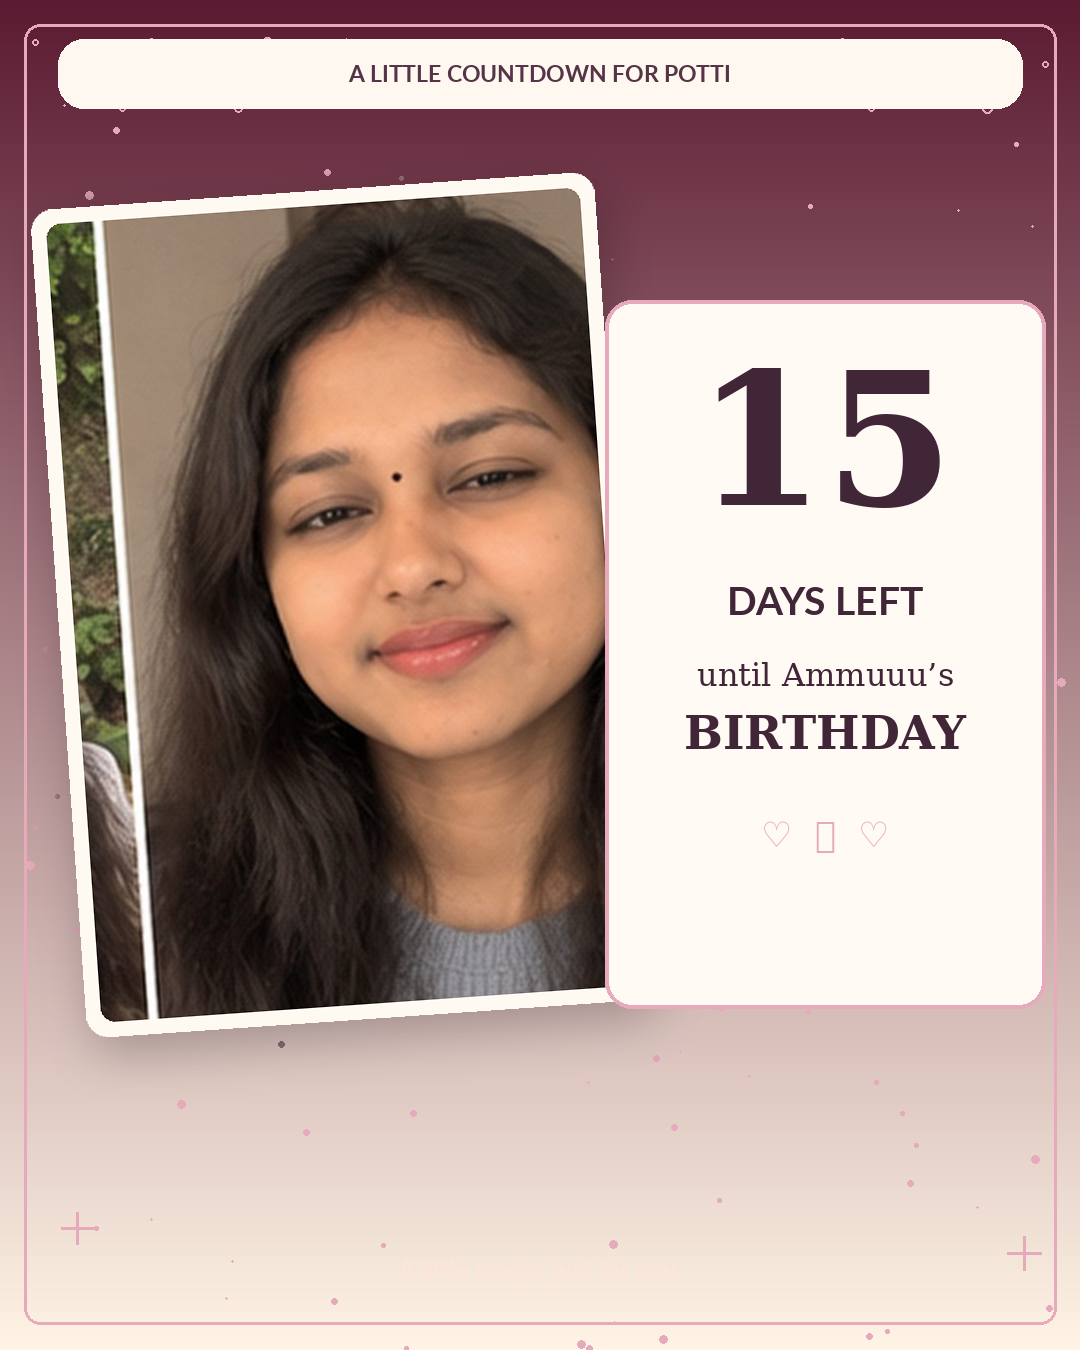 A LITTLE COUNTDOWN FOR POTTI
15
DAYS LEFT
until Ammuuu’s
BIRTHDAY
♡ ▯ ♡